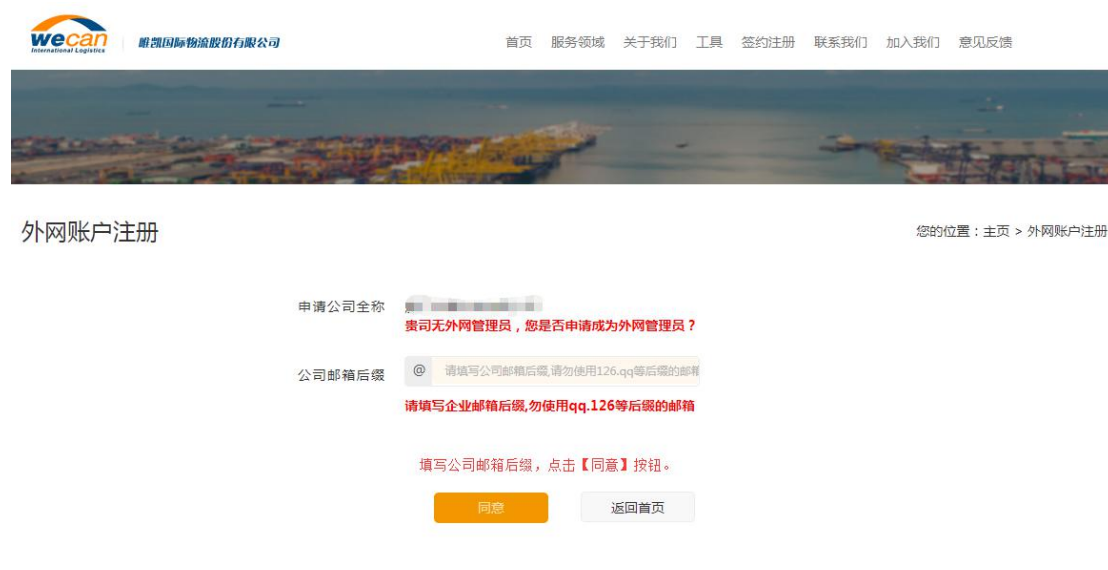 wecan
International Logistics
唯凯国际物流股份有限公司
首页 服务领域 关于我们 工具 签约注册 联系我们 加入我们 意见反馈
外网账户注册
您的位置：主页 > 外网账户注册
申请公司全称
贵司无外网管理员，您是否申请成为外网管理员？
公司邮箱后缀
@ 请填写公司邮箱后缀,请勿使用126.qq等后缀的邮箱
请填写企业邮箱后缀,勿使用qq.126等后缀的邮箱
填写公司邮箱后缀，点击【同意】按钮。
同意 返回首页